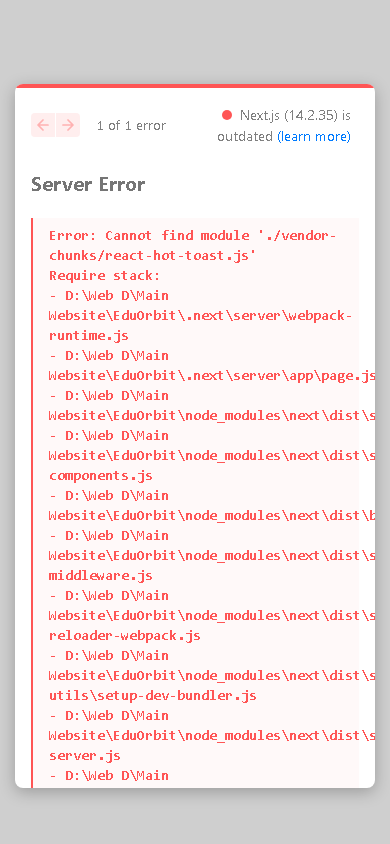 1 of 1 error
Next.js (14.2.35) is
outdated (learn more)
Server Error
Error: Cannot find module './vendor-
chunks/react-hot-toast.js'
Require stack:
- D:\Web D\Main
Website\EduOrbit\.next\server\webpack-
runtime.js
- D:\Web D\Main
Website\EduOrbit\.next\server\app\page.js
- D:\Web D\Main
Website\EduOrbit\node_modules\next\dist\s
- D:\Web D\Main
Website\EduOrbit\node_modules\next\dist\s
components.js
- D:\Web D\Main
Website\EduOrbit\node_modules\next\dist\b
- D:\Web D\Main
Website\EduOrbit\node_modules\next\dist\s
middleware.js
- D:\Web D\Main
Website\EduOrbit\node_modules\next\dist\s
reloader-webpack.js
- D:\Web D\Main
Website\EduOrbit\node_modules\next\dist\s
utils\setup-dev-bundler.js
- D:\Web D\Main
Website\EduOrbit\node_modules\next\dist\s
server.js
- D:\Web D\Main